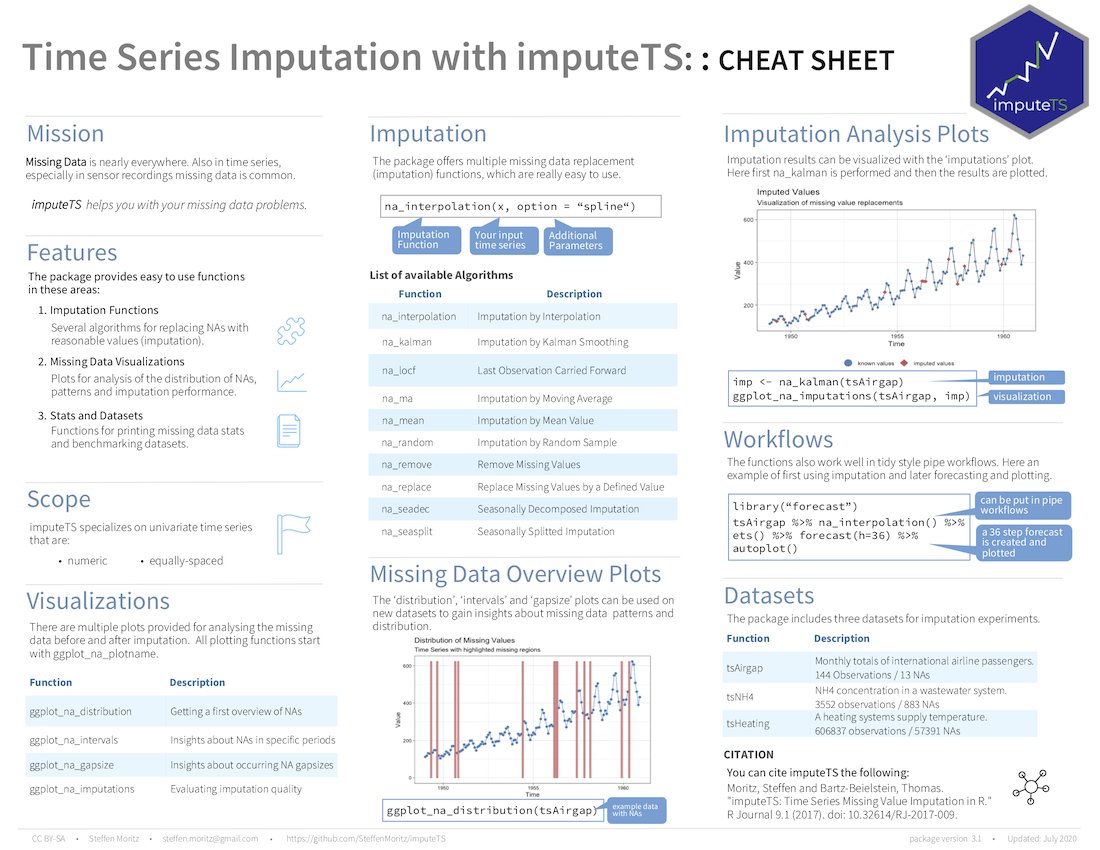 Time Series Imputation with imputeTS: : CHEAT SHEET
imputeTS
Mission
Missing Data is nearly everywhere. Also in time series,
especially in sensor recordings missing data is common.
imputeTS helps you with your missing data problems.
Features
The package provides easy to use functions
in these areas:
1. Imputation Functions
Several algorithms for replacing NAs with
reasonable values (imputation).
2. Missing Data Visualizations
Plots for analysis of the distribution of NAs,
patterns and imputation performance.
3. Stats and Datasets
Functions for printing missing data stats
and benchmarking datasets.
Scope
imputeTS specializes on univariate time series
that are:
• numeric • equally-spaced
Visualizations
There are multiple plots provided for analysing the missing
data before and after imputation. All plotting functions start
with ggplot_na_plotname.
Function Description
ggplot_na_distribution Getting a first overview of NAs
ggplot_na_intervals Insights about NAs in specific periods
ggplot_na_gapsize Insights about occurring NA gapsizes
ggplot_na_imputations Evaluating imputation quality
Imputation
The package offers multiple missing data replacement
(imputation) functions, which are really easy to use.
na_interpolation(x, option = “spline“)
Imputation
Function
Your input
time series
Additional
Parameters
List of available Algorithms
Function Description
na_interpolation Imputation by Interpolation
na_kalman Imputation by Kalman Smoothing
na_locf Last Observation Carried Forward
na_ma Imputation by Moving Average
na_mean Imputation by Mean Value
na_random Imputation by Random Sample
na_remove Remove Missing Values
na_replace Replace Missing Values by a Defined Value
na_seadec Seasonally Decomposed Imputation
na_seasplit Seasonally Splitted Imputation
Missing Data Overview Plots
The ‘distribution’, ‘intervals’ and ‘gapsize’ plots can be used on
new datasets to gain insights about missing data patterns and
distribution.
Distribution of Missing Values
Time Series with highlighted missing regions
600
400
200
0
Value
1950 1955 1960
Time
ggplot_na_distribution(tsAirgap)
example data
with NAs
Imputation Analysis Plots
Imputation results can be visualized with the ‘imputations’ plot.
Here first na_kalman is performed and then the results are plotted.
Imputed Values
Visualization of missing value replacements
600
400
200
Value
1950 1955 1960
Time
known values imputed values
imp <- na_kalman(tsAirgap)
ggplot_na_imputations(tsAirgap, imp)
imputation
visualization
Workflows
The functions also work well in tidy style pipe workflows. Here an
example of first using imputation and later forecasting and plotting.
library(“forecast”)
tsAirgap %>% na_interpolation() %>%
ets() %>% forecast(h=36) %>%
autoplot()
can be put in pipe
workflows
a 36 step forecast
is created and
plotted
Datasets
The package includes three datasets for imputation experiments.
Function Description
tsAirgap Monthly totals of international airline passengers.
144 Observations / 13 NAs
tsNH4 NH4 concentration in a wastewater system.
3552 observations / 883 NAs
tsHeating A heating systems supply temperature.
606837 observations / 57391 NAs
CITATION
You can cite imputeTS the following:
Moritz, Steffen and Bartz-Beielstein, Thomas.
"imputeTS: Time Series Missing Value Imputation in R."
R Journal 9.1 (2017). doi: 10.32614/RJ-2017-009.
CC BY-SA • Steffen Moritz • steffen.moritz@gmail.com • https://github.com/SteffenMoritz/imputeTS
package version 3.1 • Updated: July 2020